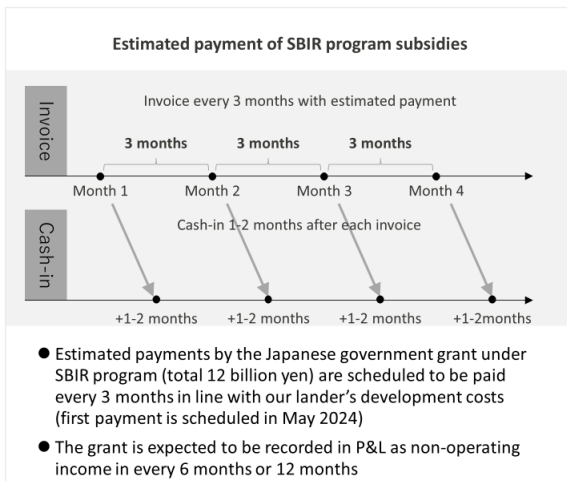 Estimated payment of SBIR program subsidies
Invoice
Invoice every 3 months with estimated payment
3 months 3 months 3 months
Month 1 Month 2 Month 3 Month 4
Cash-in
Cash-in 1-2 months after each invoice
+1-2 months +1-2 months +1-2 months +1-2months
● Estimated payments by the Japanese government grant under
SBIR program (total 12 billion yen) are scheduled to be paid
every 3 months in line with our lander's development costs
(first payment is scheduled in May 2024)
● The grant is expected to be recorded in P&L as non-operating
income in every 6 months or 12 months